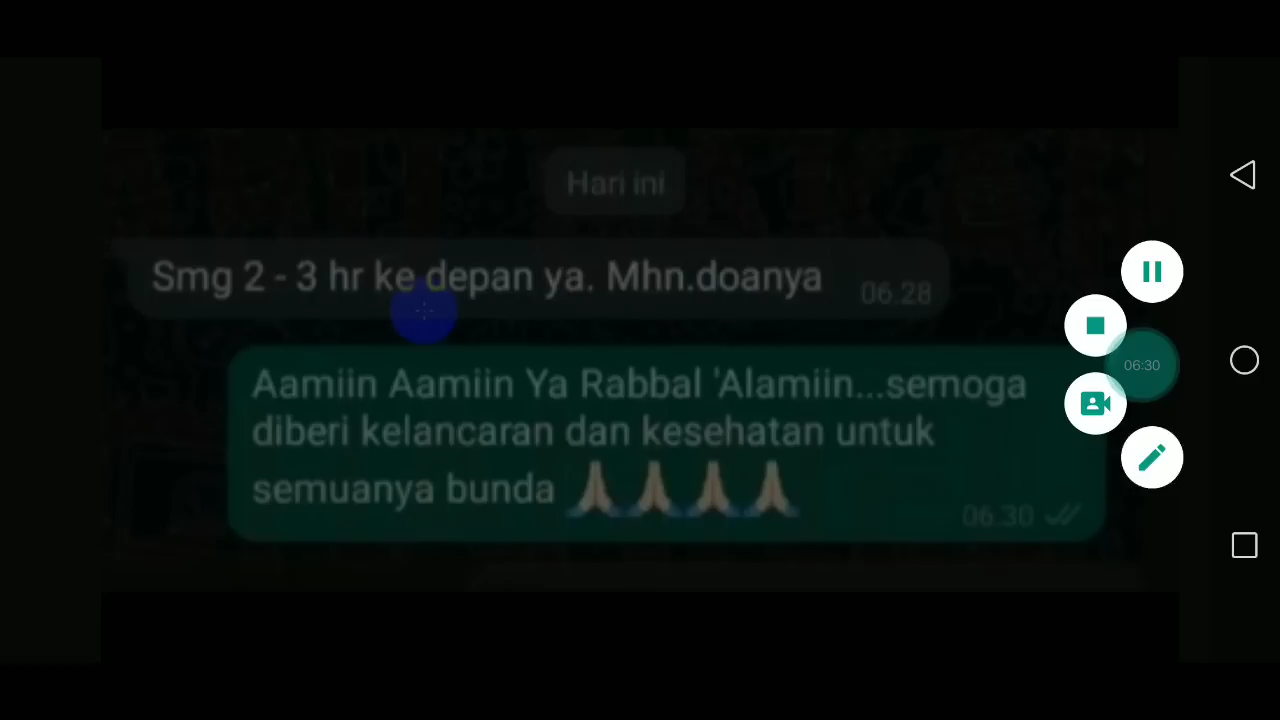 Hari ini
Smg 2 - 3 hr ke depan ya. Mhn.doanya
06.28
Aamiin Aamiin Ya Rabbal 'Alamiin...semoga
diberi kelancaran dan kesehatan untuk
semuanya bunda 🙏🏻🙏🏻🙏🏻🙏🏻
06.30
06:30